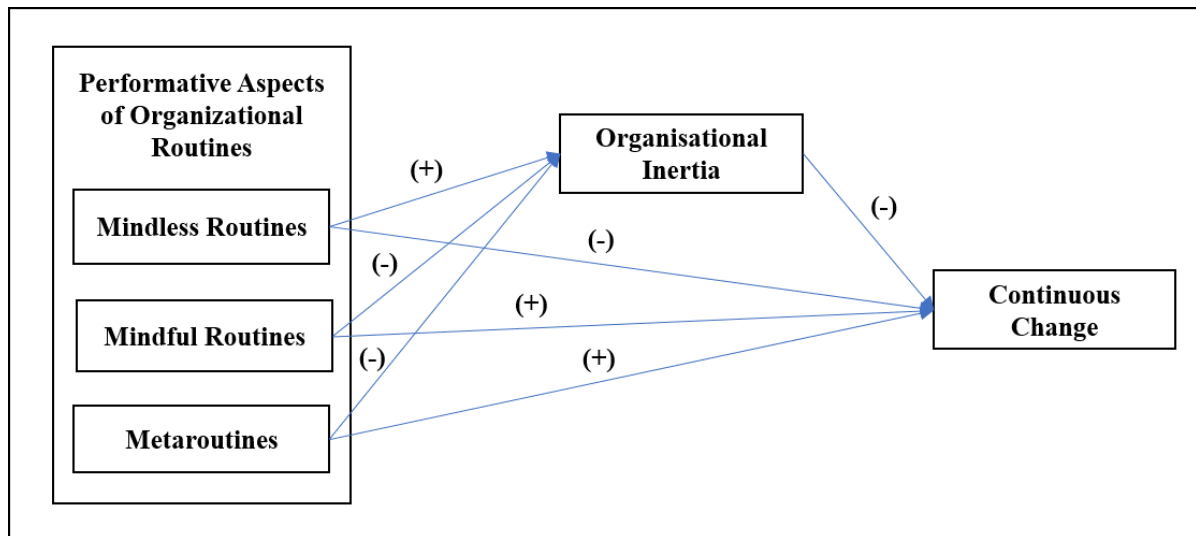 Performative Aspects
of Organizational
Routines
Mindless Routines
Mindful Routines
Metaroutines
(+)
(-)
(-)
Organisational
Inertia
(-)
(-)
(+)
(+)
Continuous
Change